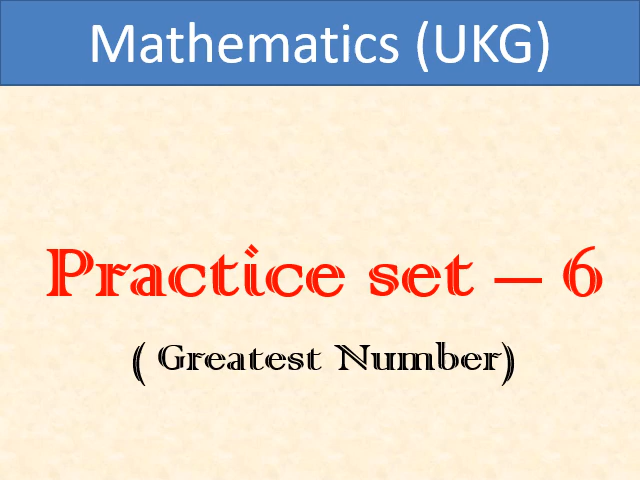 Mathematics (UKG)
Practice set – 6
( Greatest Number)